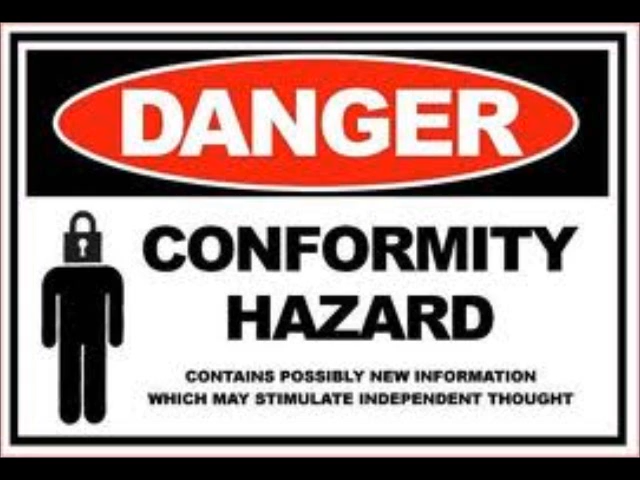 DANGER
CONFORMITY
HAZARD
CONTAINS POSSIBLY NEW INFORMATION
WHICH MAY STIMULATE INDEPENDENT THOUGHT